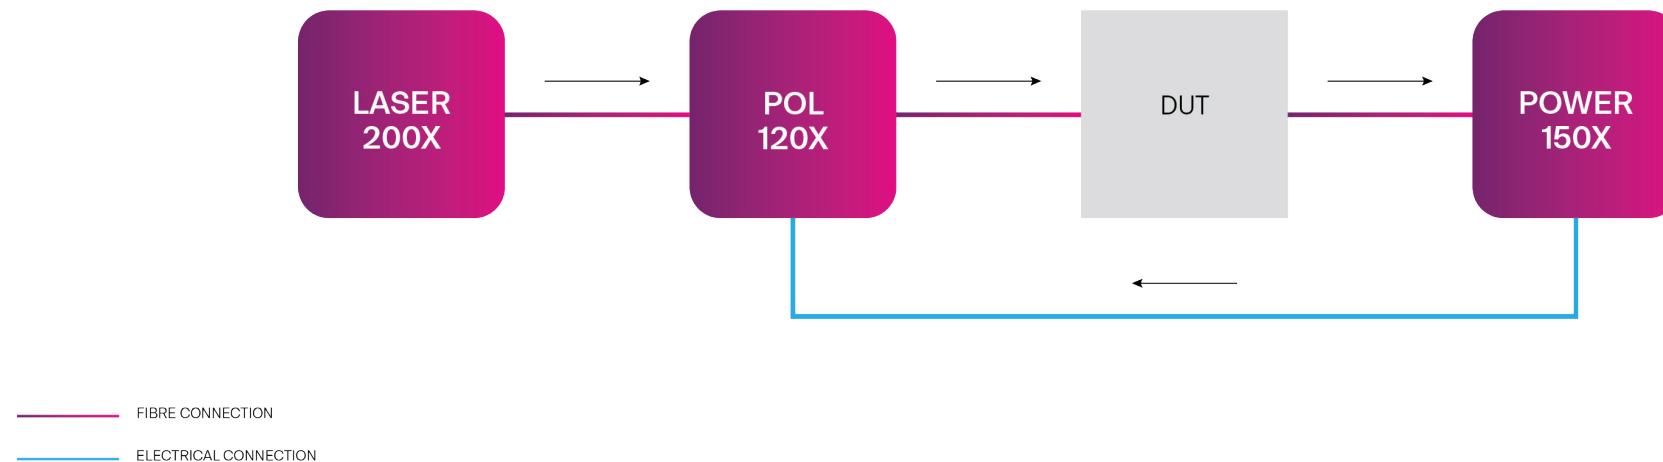 LASER
200X
POL
120X
DUT
POWER
150X
FIBRE CONNECTION
ELECTRICAL CONNECTION